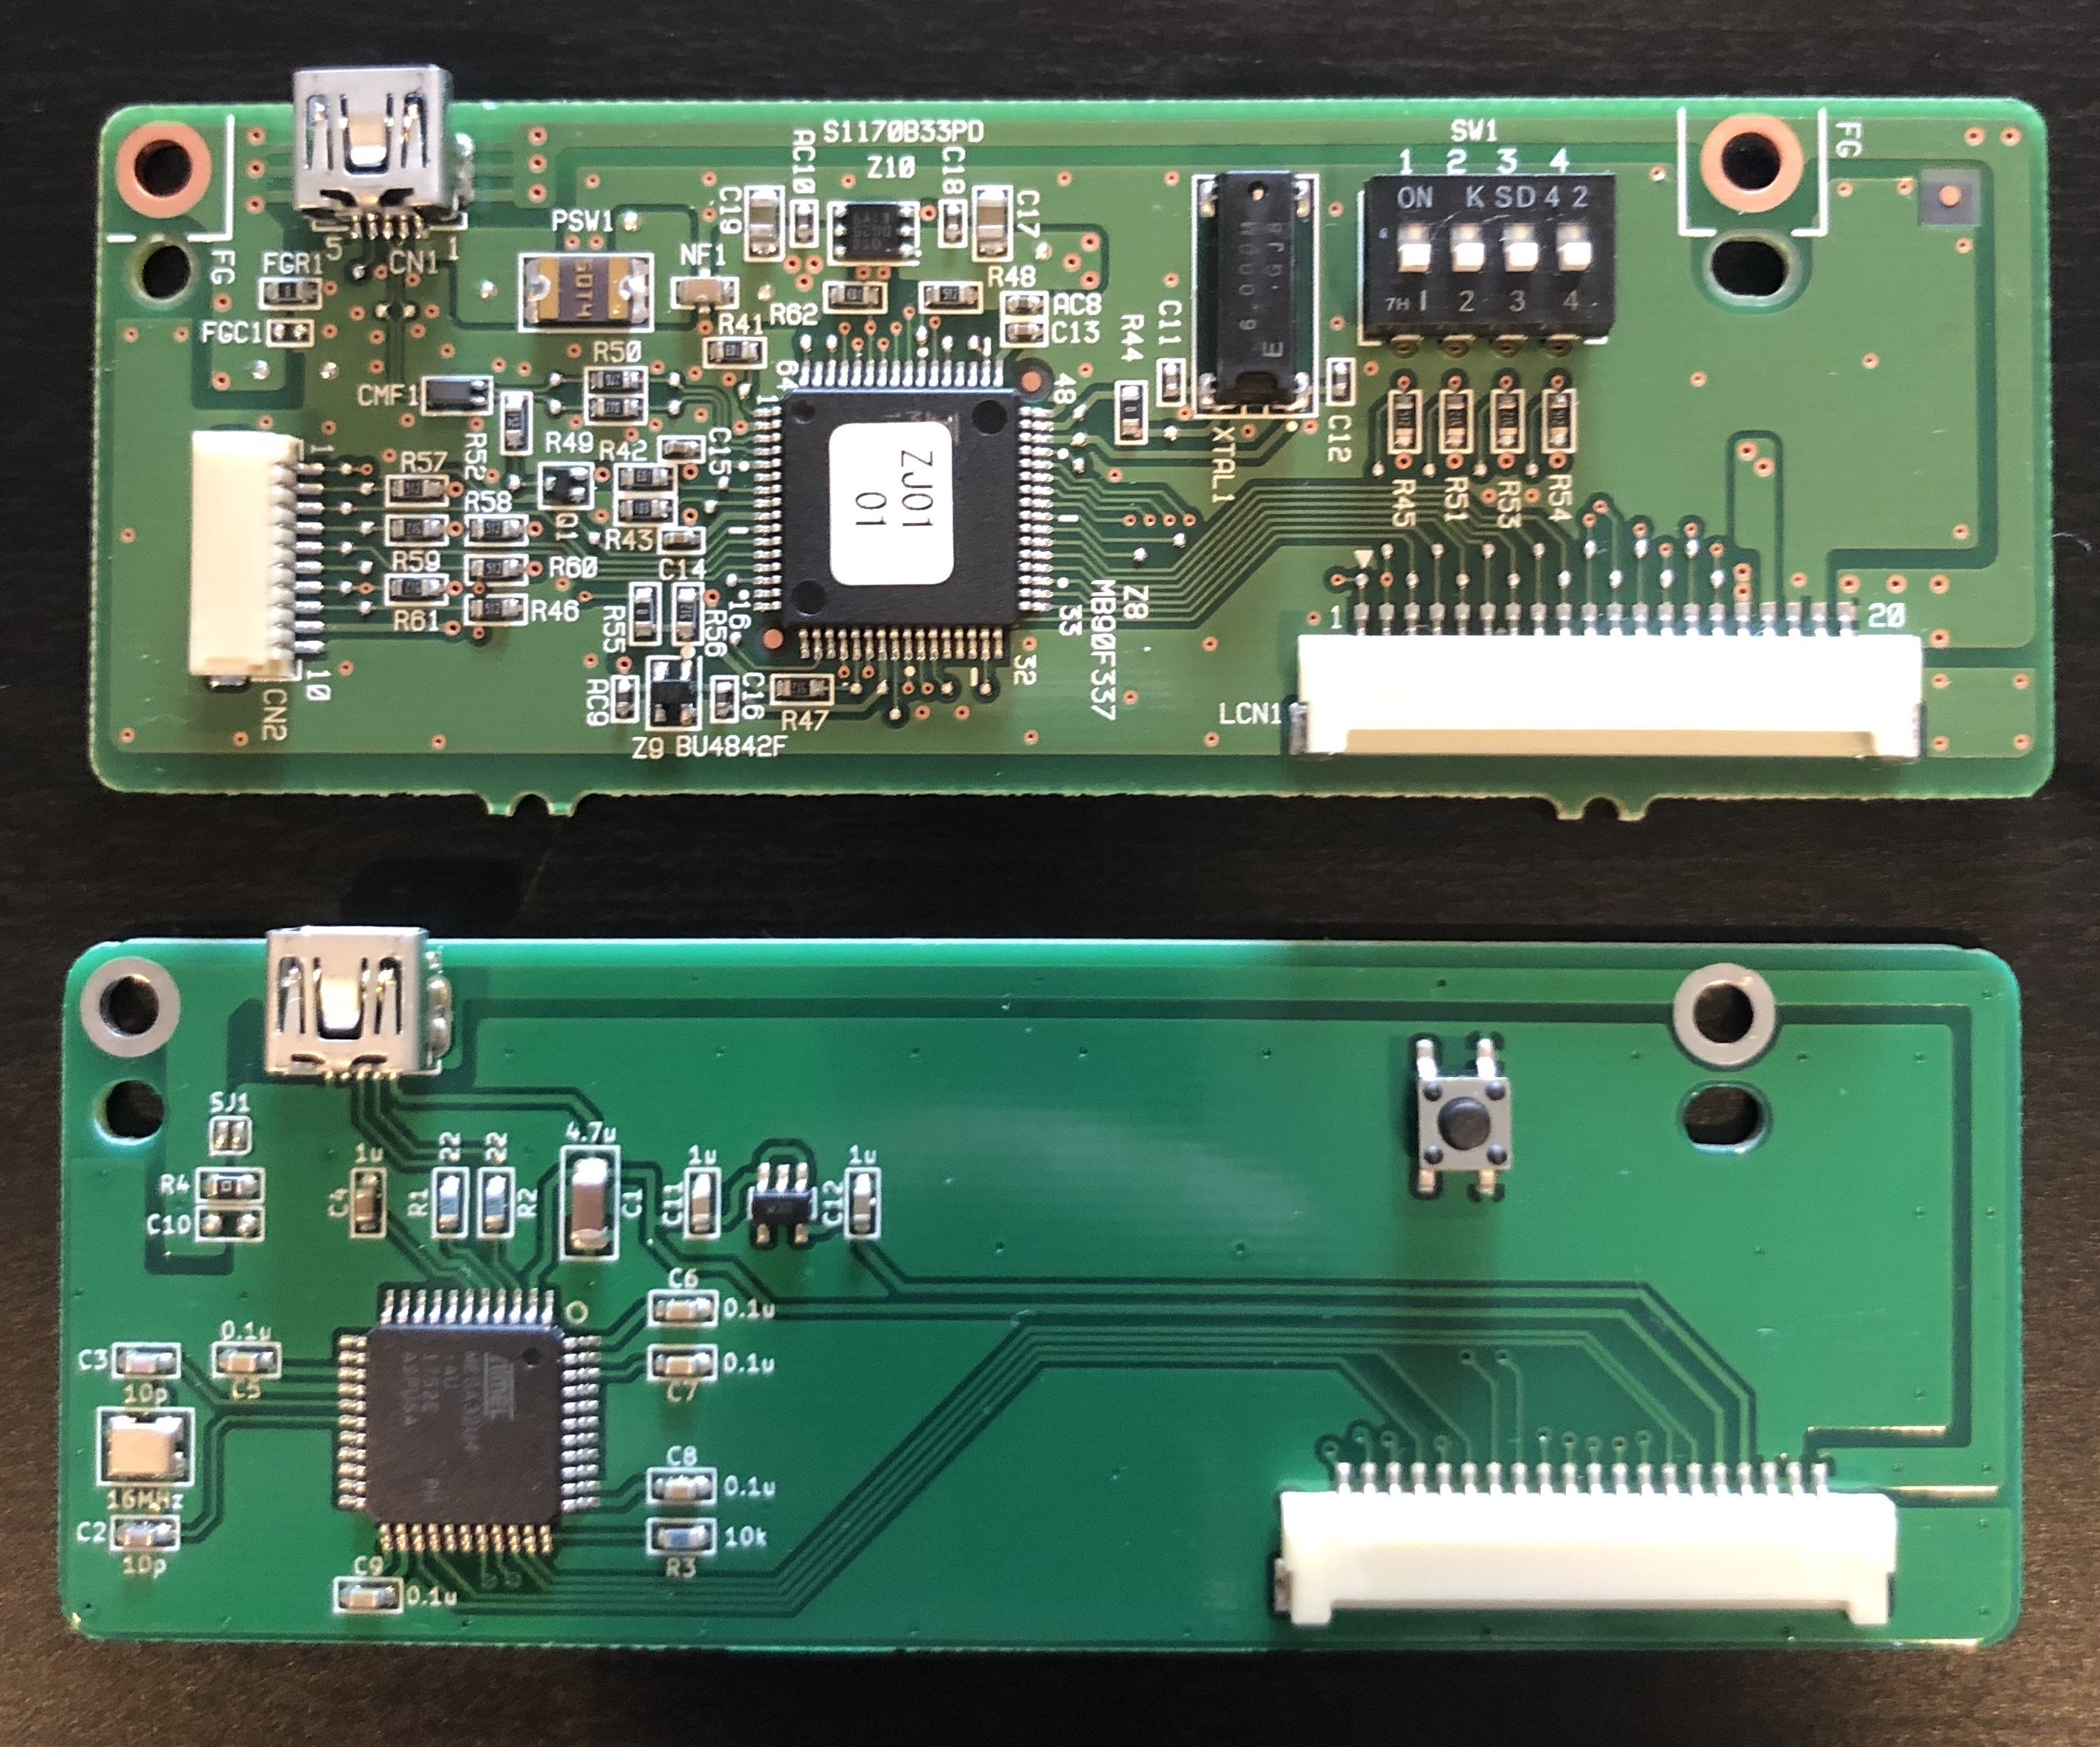 S1170B33PD
Z10
AC10
C18
C19
C17
SW1
1 2 3 4
ON KSD42
7H 1 2 3 4
FG
FG
5
CN1
1
PSW1
NF1
FGR1
FGC1
R62
R48
AC8
C13
R41
R50
CMF1
64
1
48
R44
C11
XTAL1
C12
E
R52
R49
R42
C15
R57
R58
Q1
R43
C14
R59
R60
R61
R46
R55
R56
16
ZJ01
01
Z8
MB90F337
33
32
R45
R51
R53
R54
1
20
LCN1
1
10
CN2
AC9
C16
R47
Z9 BU4842F
SJ1
R4
C10
1u
C4
22
R1
22
R2
4.7u
C1
1u
C11
1u
C12
C6
0.1u
0.1u
C7
C3
10p
0.1u
C5
16MHz
C2
10p
C8
0.1u
10k
R3
C9
0.1u
ATMEL
MEGA32U4